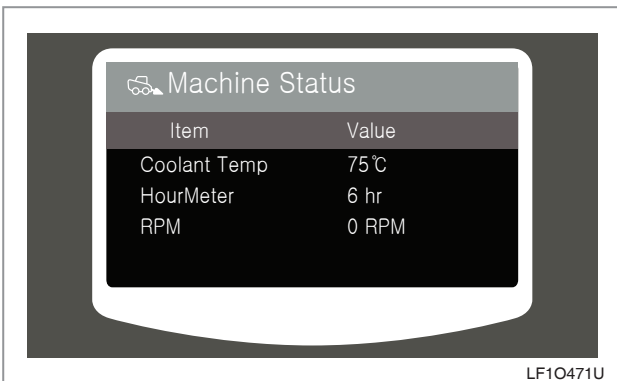 Machine Status
Item Value
Coolant Temp 75℃
HourMeter 6 hr
RPM 0 RPM
LF1O471U